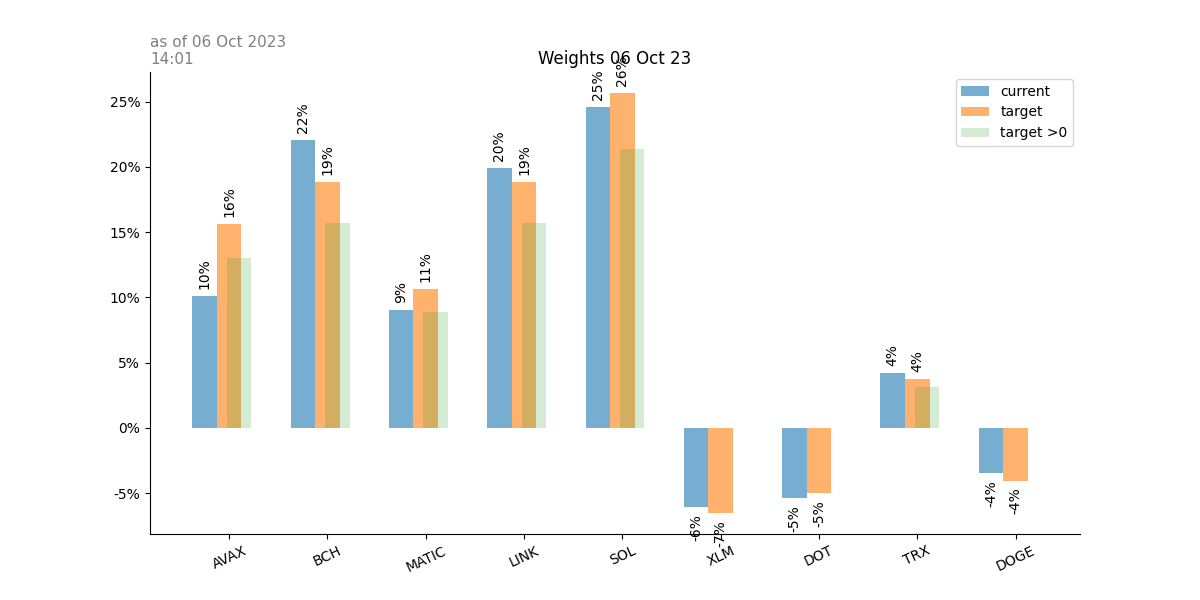 as of 06 Oct 2023
14:01
Weights 06 Oct 23
current
target
target >0
25%
20%
15%
10%
5%
0%
-5%
10%
16%
22%
19%
9%
11%
20%
19%
25%
26%
-6%
-7%
-5%
-5%
4%
4%
-4%
-4%
AVAX
BCH
MATIC
LINK
SOL
XLM
DOT
TRX
DOGE